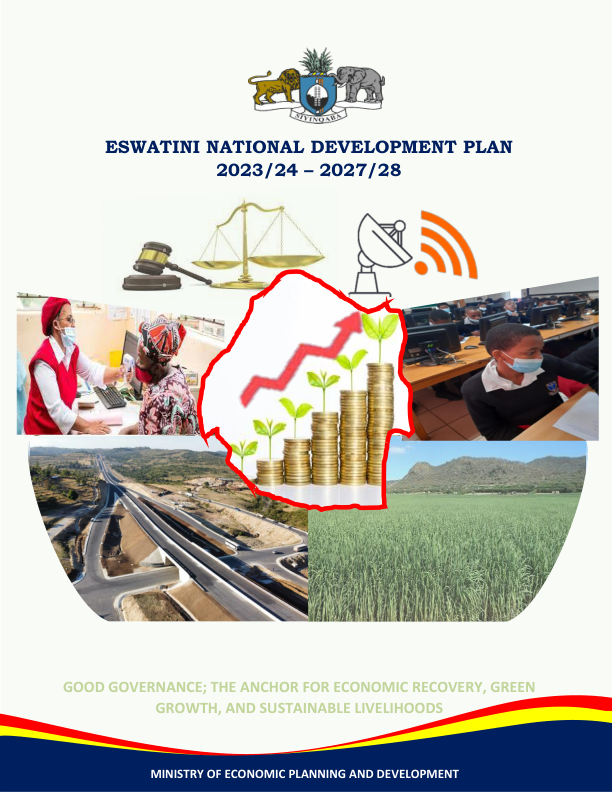 SIYINQABA
ESWATINI NATIONAL DEVELOPMENT PLAN
2023/24 – 2027/28
GOOD GOVERNANCE; THE ANCHOR FOR ECONOMIC RECOVERY, GREEN
GROWTH, AND SUSTAINABLE LIVELIHOODS
MINISTRY OF ECONOMIC PLANNING AND DEVELOPMENT